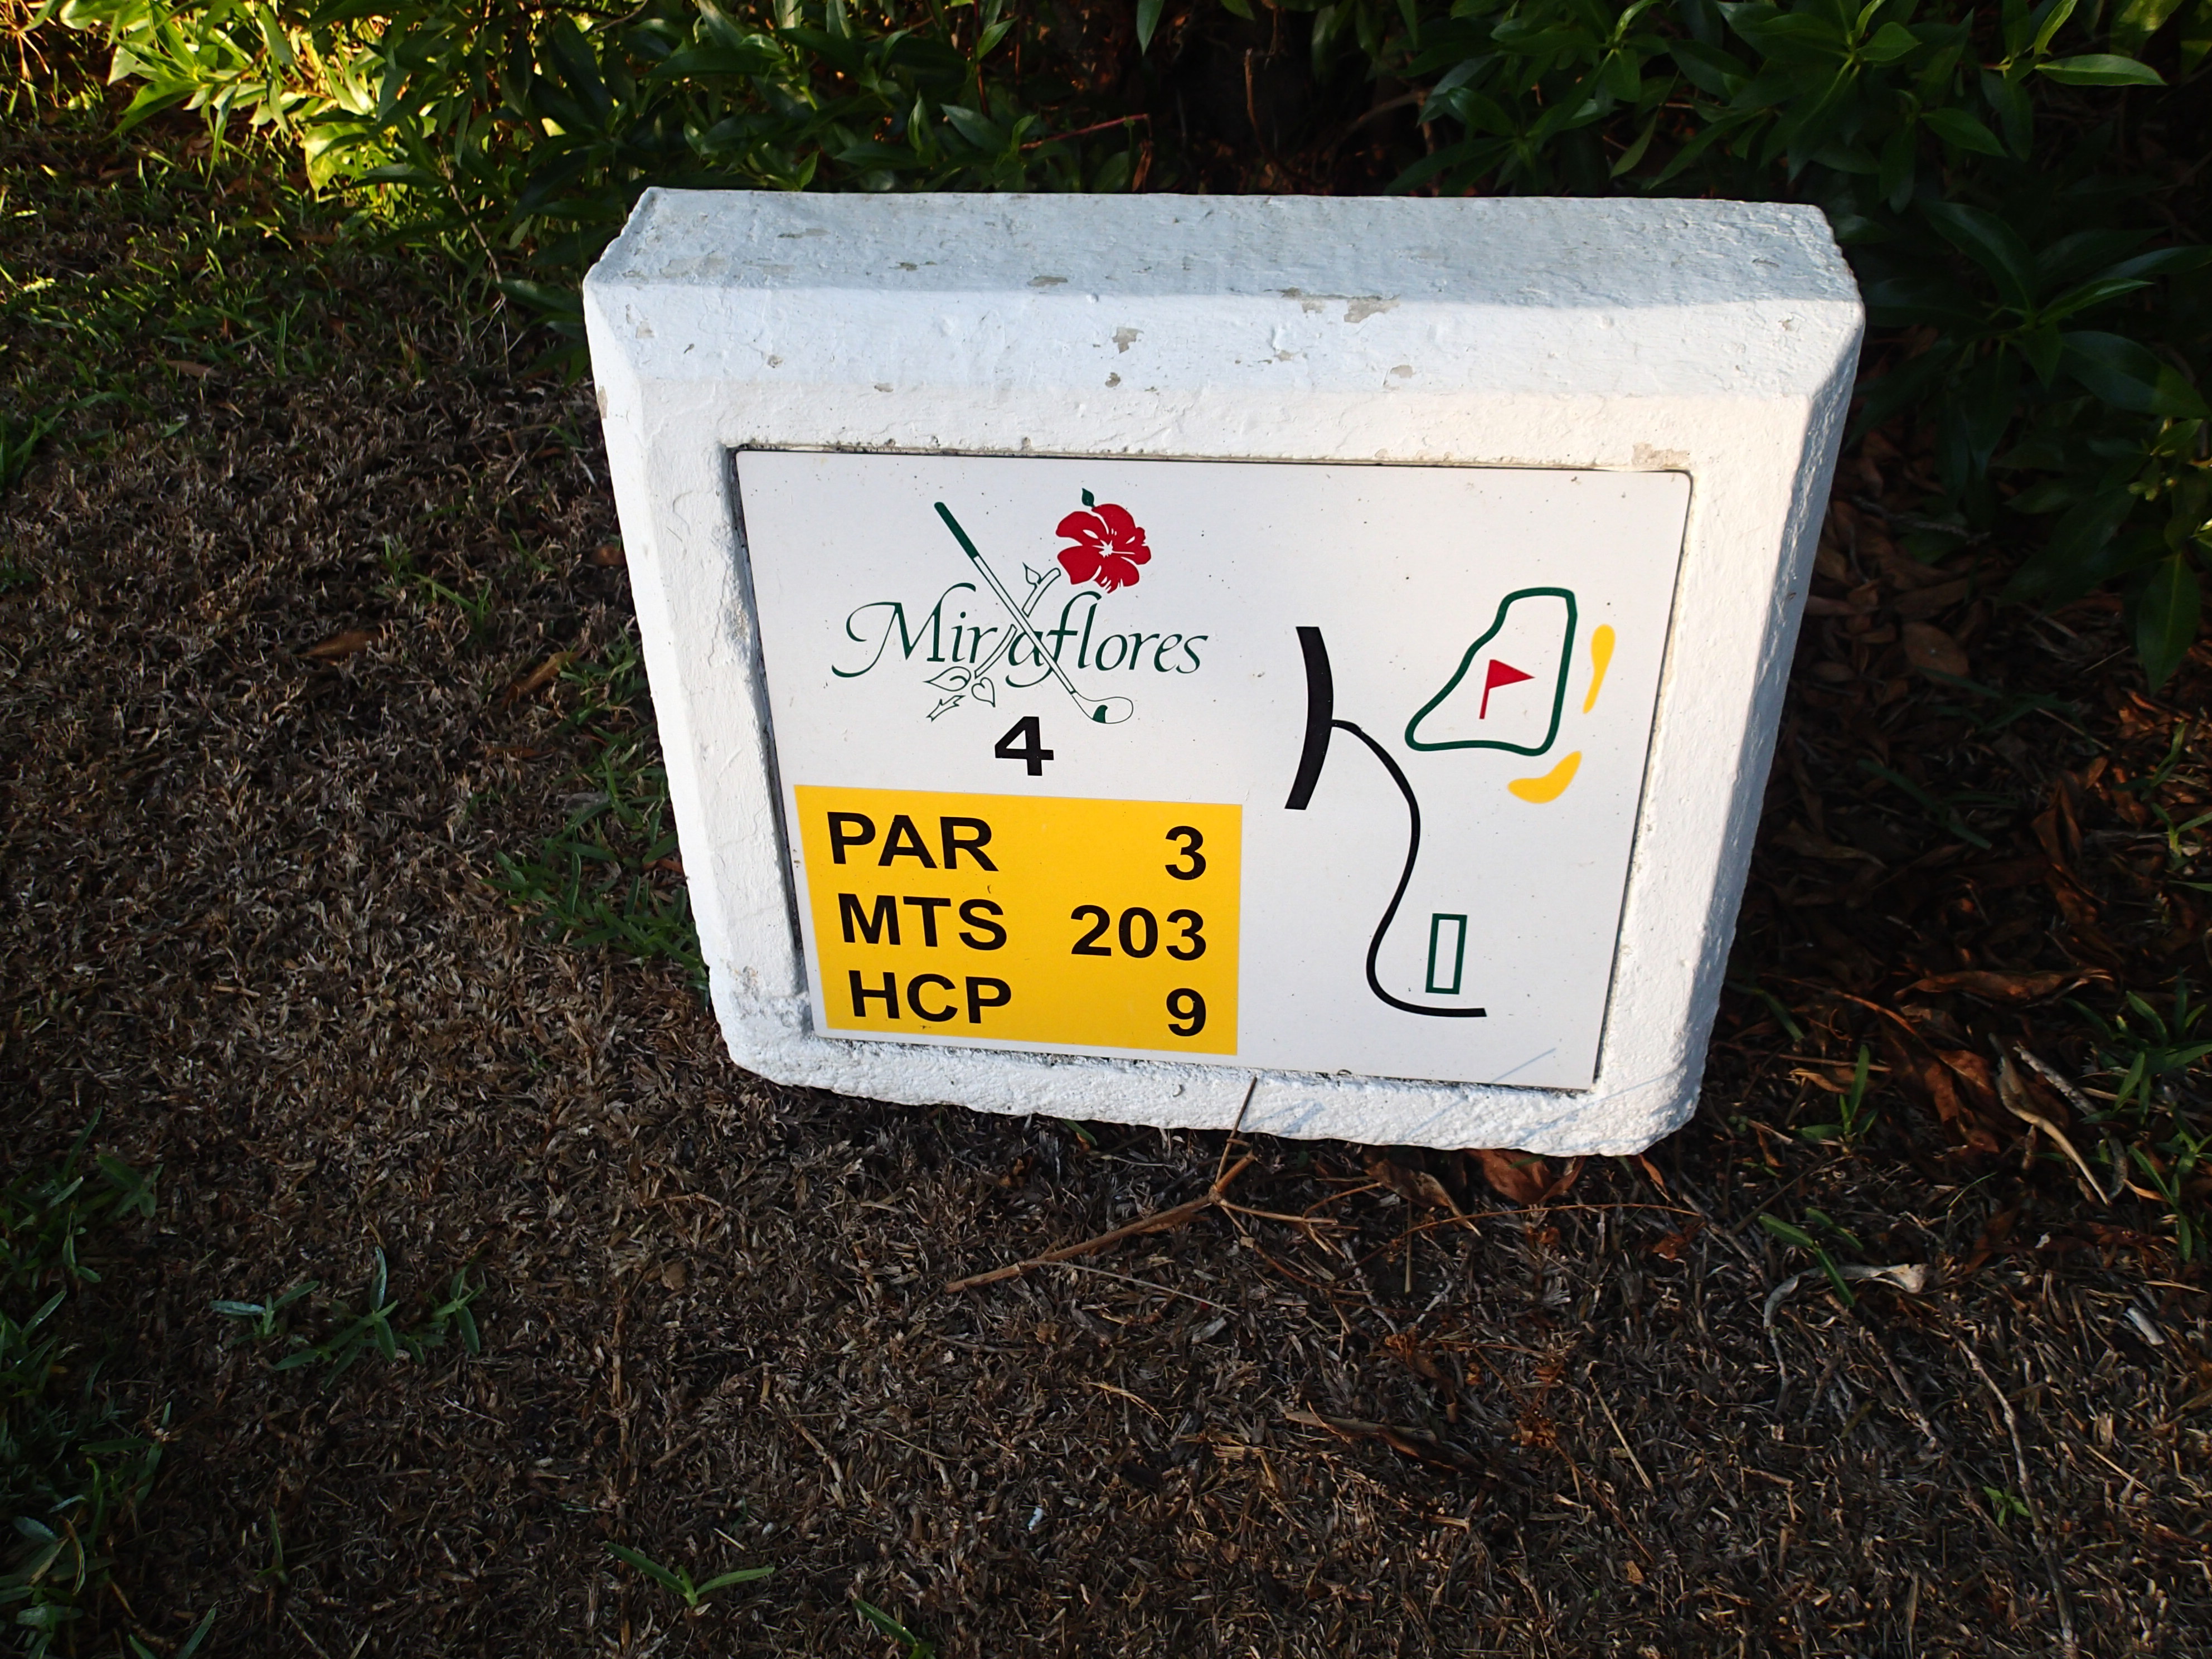 Miraflores
4
PAR 3
MTS 203
HCP 9